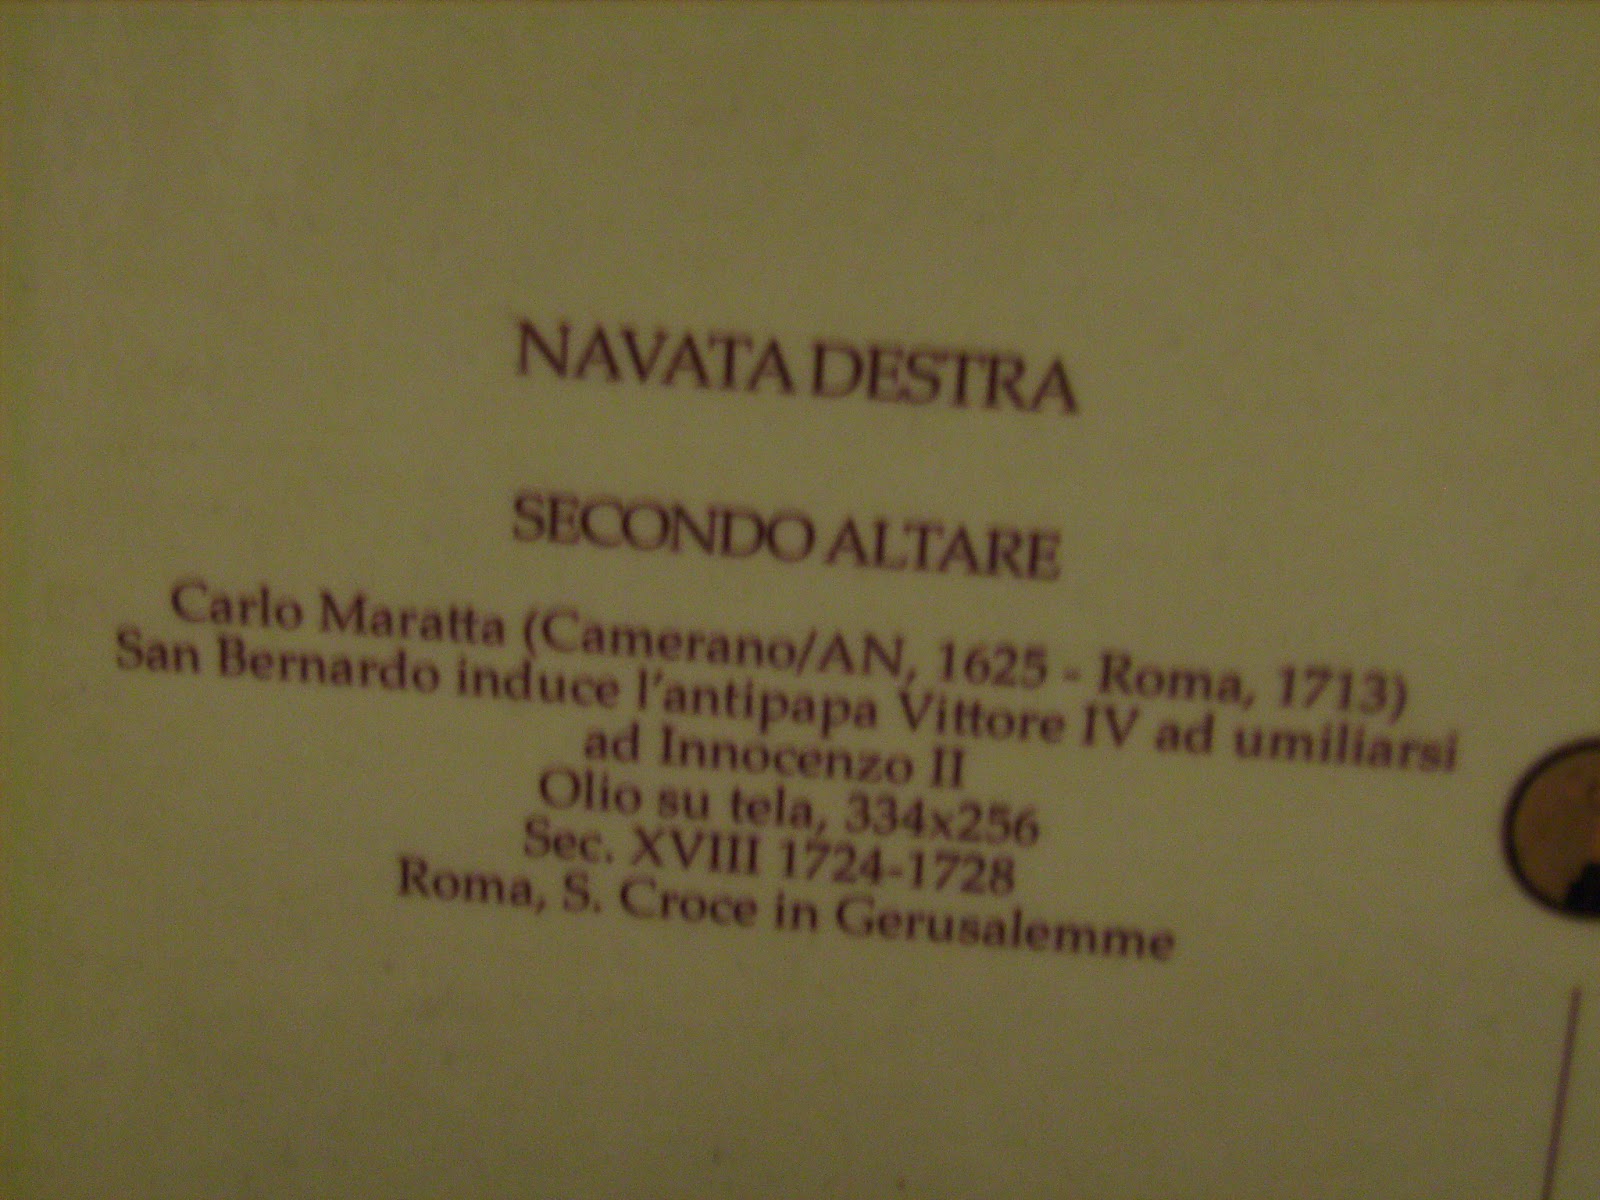 NAVATA DESTRA
SECONDO ALTARE
Carlo Maratta (Camerano/AN, 1625 - Roma, 1713)
San Bernardo induce l'antipapa Vittore IV ad umiliarsi
ad Innocenzo II
Olio su tela, 334x256
Sec. XVIII 1724-1728
Roma, S. Croce in Gerusalemme